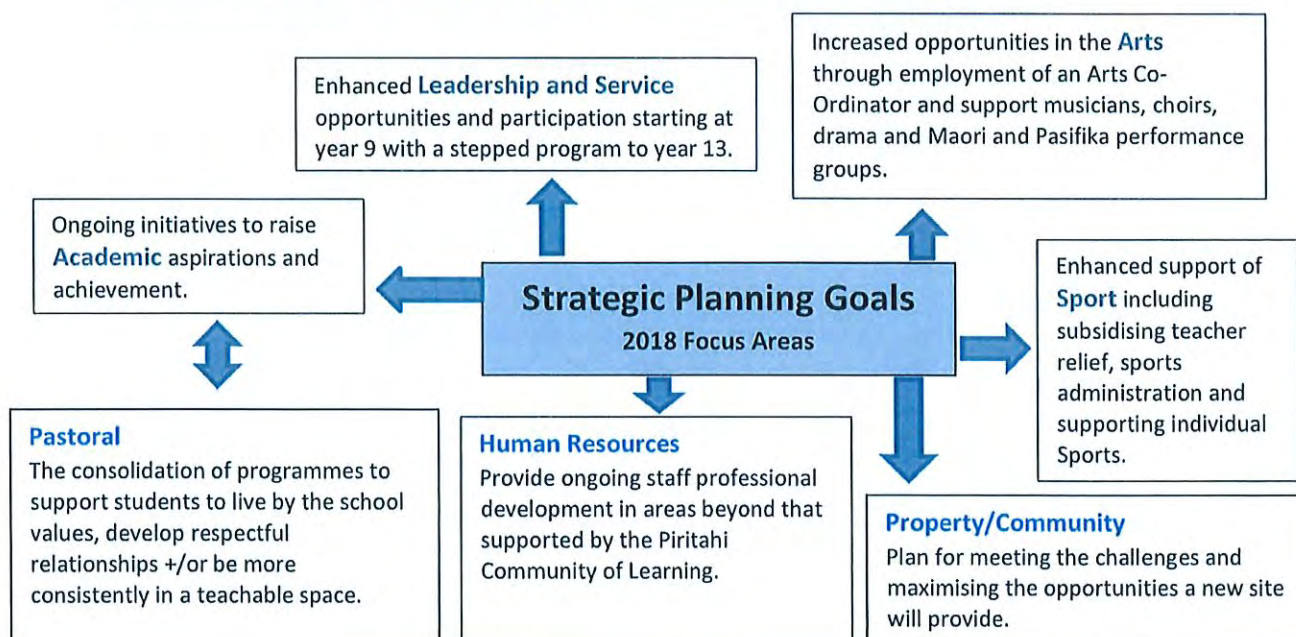 Increased opportunities in the Arts
through employment of an Arts Co-
Ordinator and support musicians, choirs,
drama and Maori and Pasifika performance
groups.
Enhanced Leadership and Service
opportunities and participation starting at
year 9 with a stepped program to year 13.
Ongoing initiatives to raise
Academic aspirations and
achievement.
Strategic Planning Goals
2018 Focus Areas
Enhanced support of
Sport including
subsidising teacher
relief, sports
administration and
supporting individual
Sports.
Pastoral
The consolidation of programmes to
support students to live by the school
values, develop respectful
relationships +/or be more
consistently in a teachable space.
Human Resources
Provide ongoing staff professional
development in areas beyond that
supported by the Piritahi
Community of Learning.
Property/Community
Plan for meeting the challenges and
maximising the opportunities a new site
will provide.